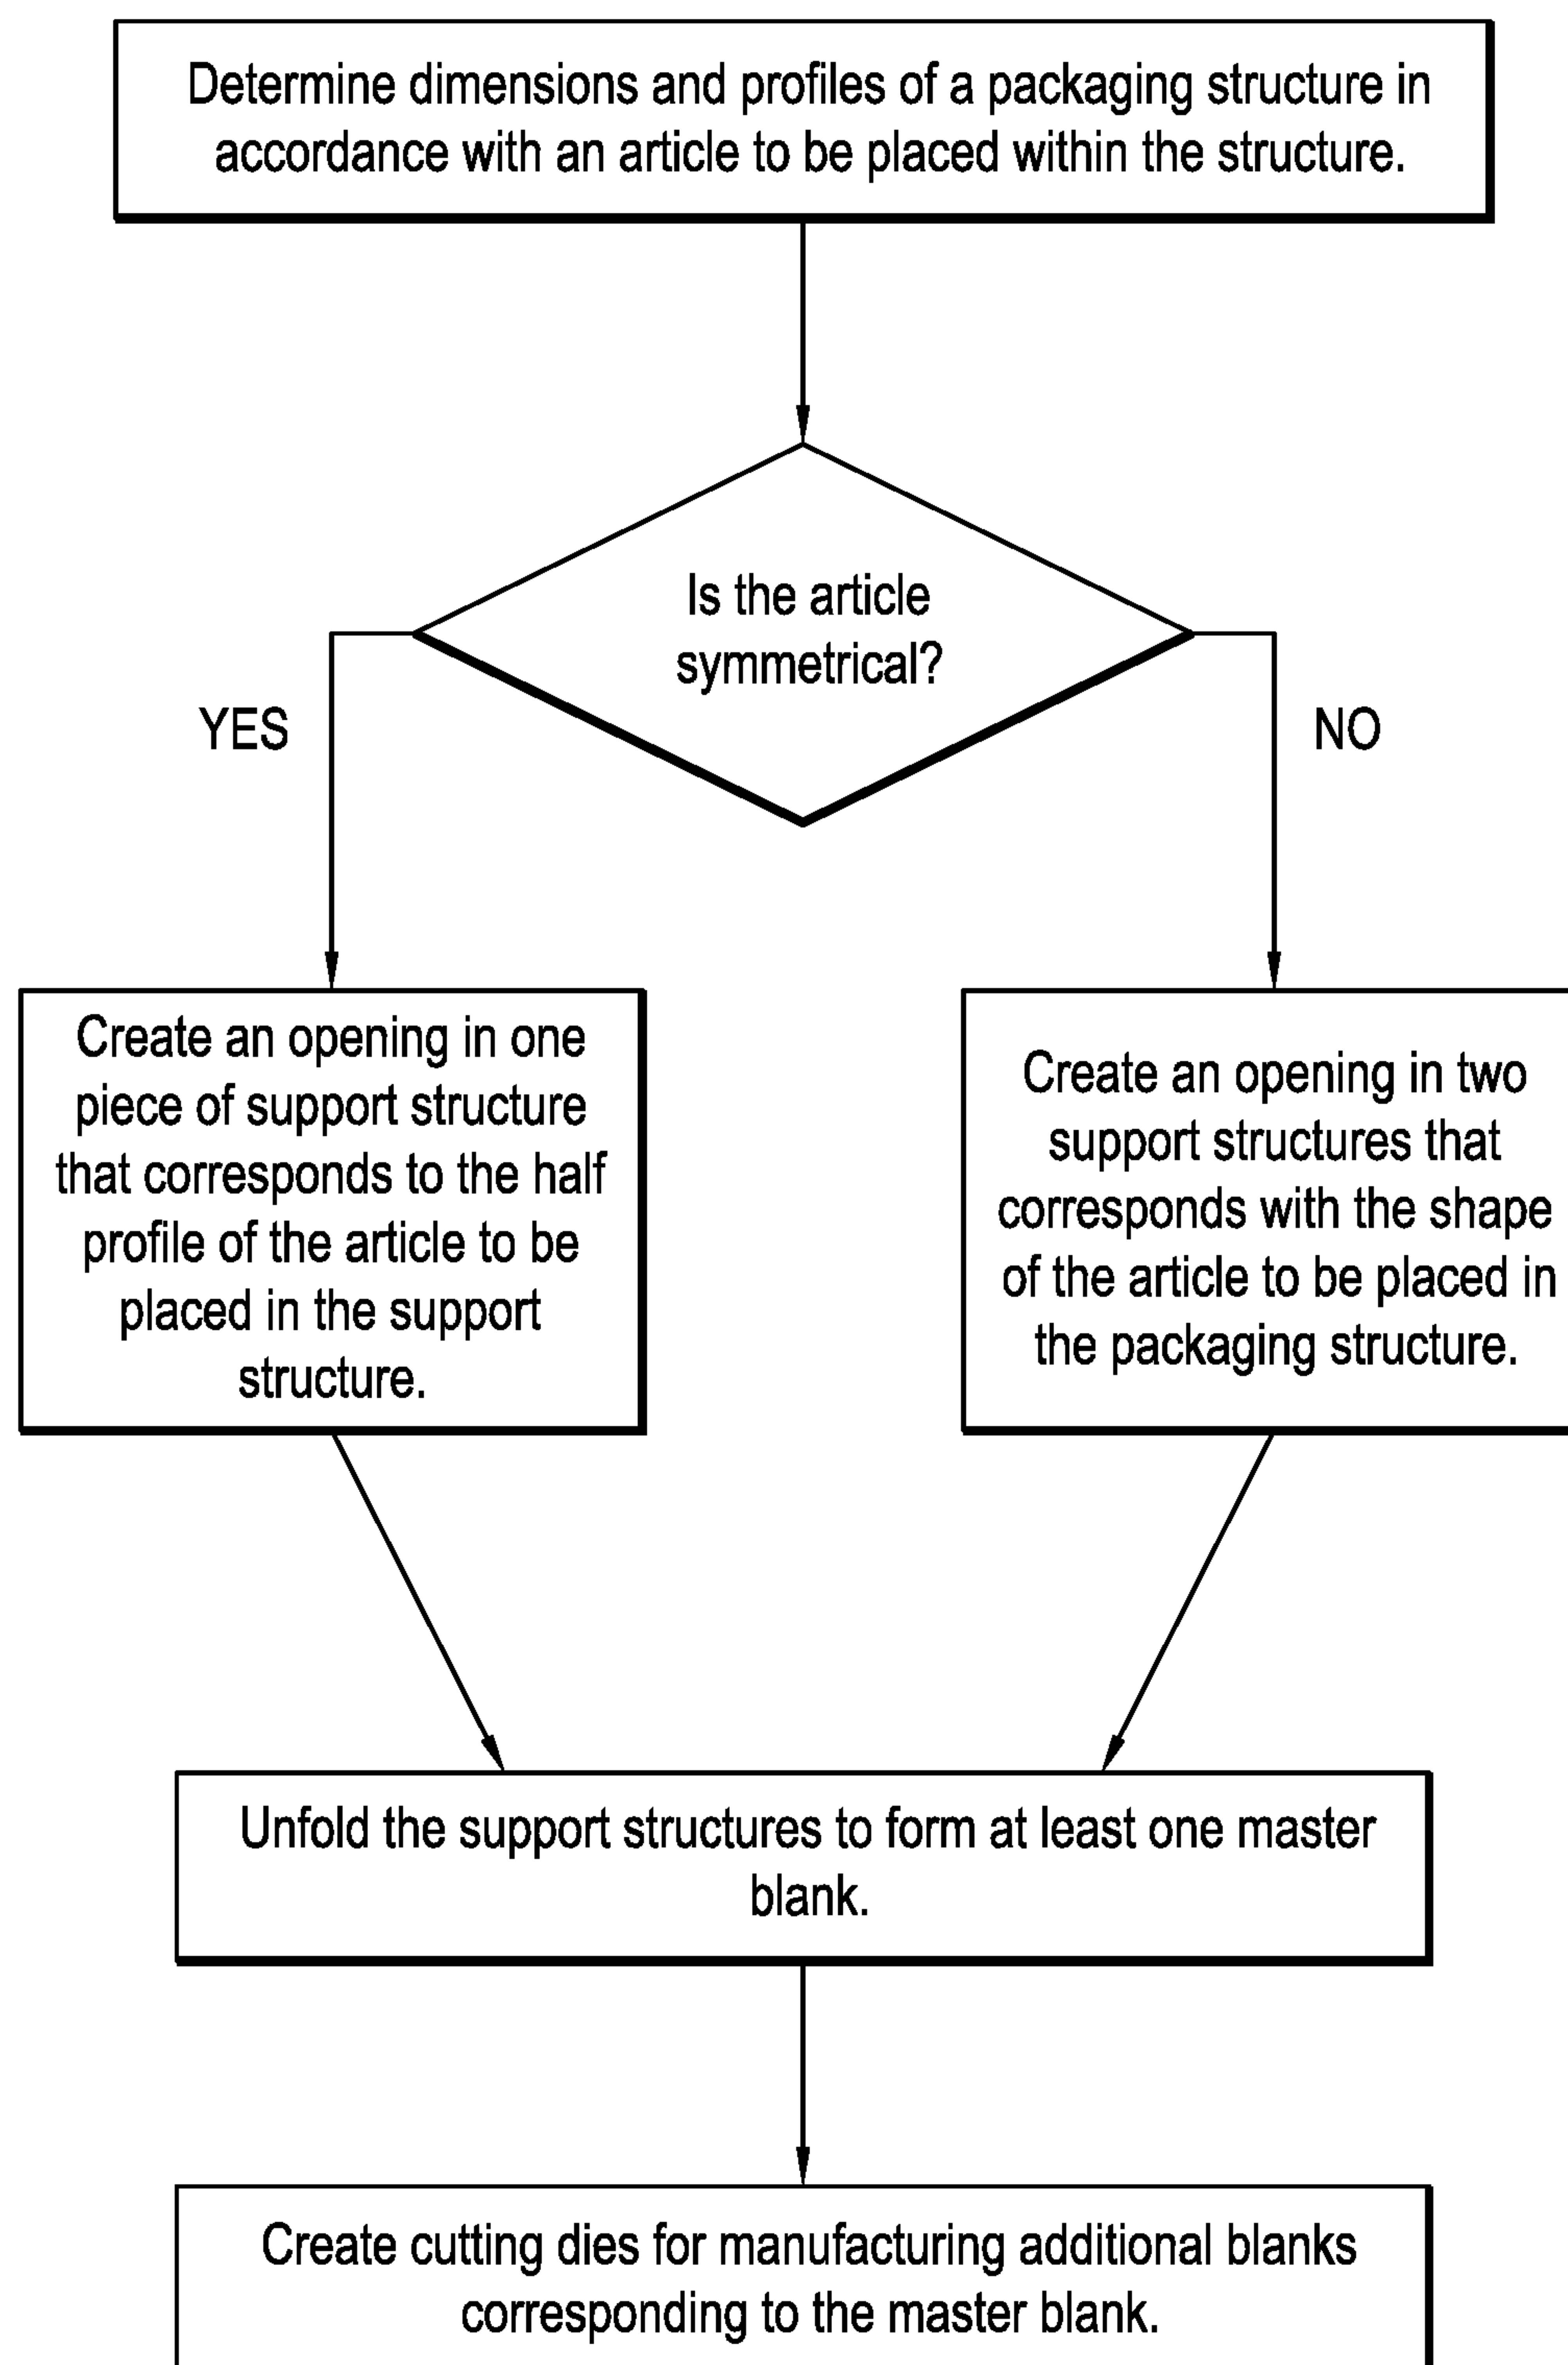 Determine dimensions and profiles of a packaging structure in
accordance with an article to be placed within the structure.
Is the article
symmetrical?
YES
NO
Create an opening in one
piece of support structure
that corresponds to the half
profile of the article to be
placed in the support
structure.
Create an opening in two
support structures that
corresponds with the shape
of the article to be placed in
the packaging structure.
Unfold the support structures to form at least one master
blank.
Create cutting dies for manufacturing additional blanks
corresponding to the master blank.